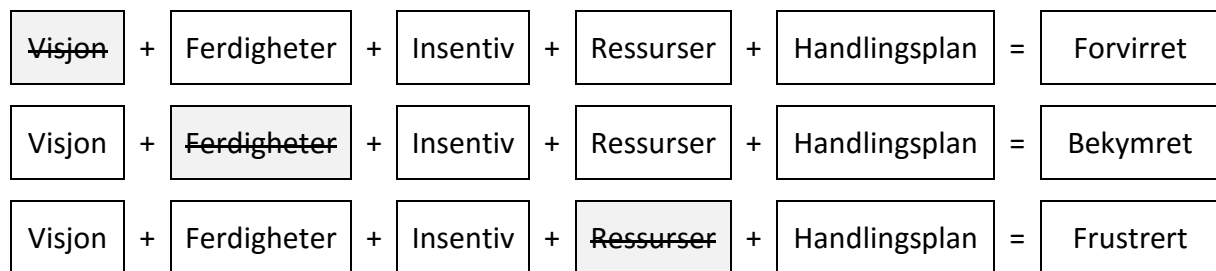 Visjon + Ferdigheter + Insentiv + Ressurser + Handlingsplan = Forvirret
Visjon + Ferdigheter + Insentiv + Ressurser + Handlingsplan = Bekymret
Visjon + Ferdigheter + Insentiv + Ressurser + Handlingsplan = Frustrert